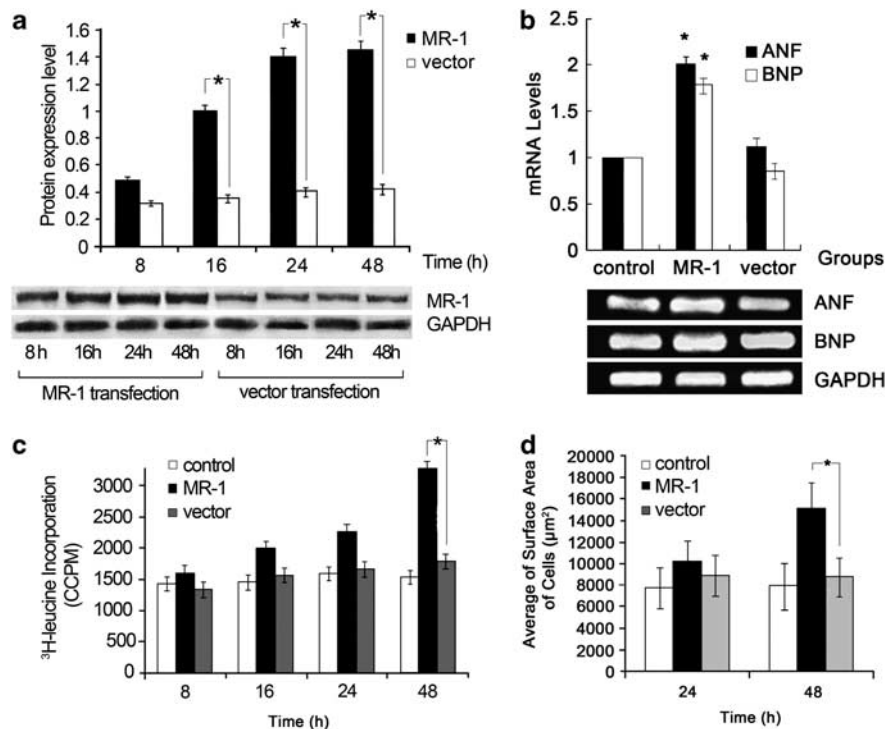 a
Protein expression level
1.6
1.4
1.2
1
0.8
0.6
0.4
0.2
0
* * *
MR-1
vector
8 16 24 48 Time (h)
MR-1
GAPDH
8h 16h 24h 48h 8h 16h 24h 48h
MR-1 transfection vector transfection
b
mRNA Levels
2.5
2
1.5
1
0.5
0
* *
ANF
BNP
control MR-1 vector Groups
ANF
BNP
GAPDH
c
³H-leucine Incorporation
(CCPM)
3000
2500
2000
1500
1000
500
0
control
MR-1
vector
*
8 16 24 48
Time (h)
d
Average of Surface Area
of Cells (µm²)
20000
18000
16000
14000
12000
10000
8000
6000
4000
2000
0
control
MR-1
vector
*
24 48
Time (h)